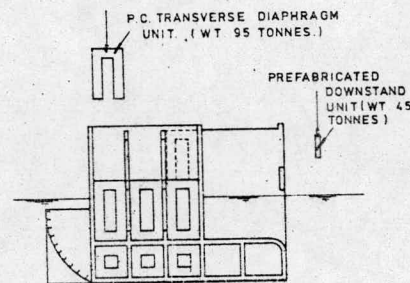 P.C. TRANSVERSE DIAPHRAGM
UNIT. (WT. 95 TONNES.)
PREFABRICATED
DOWNSTAND
UNIT (WT 45
TONNES)